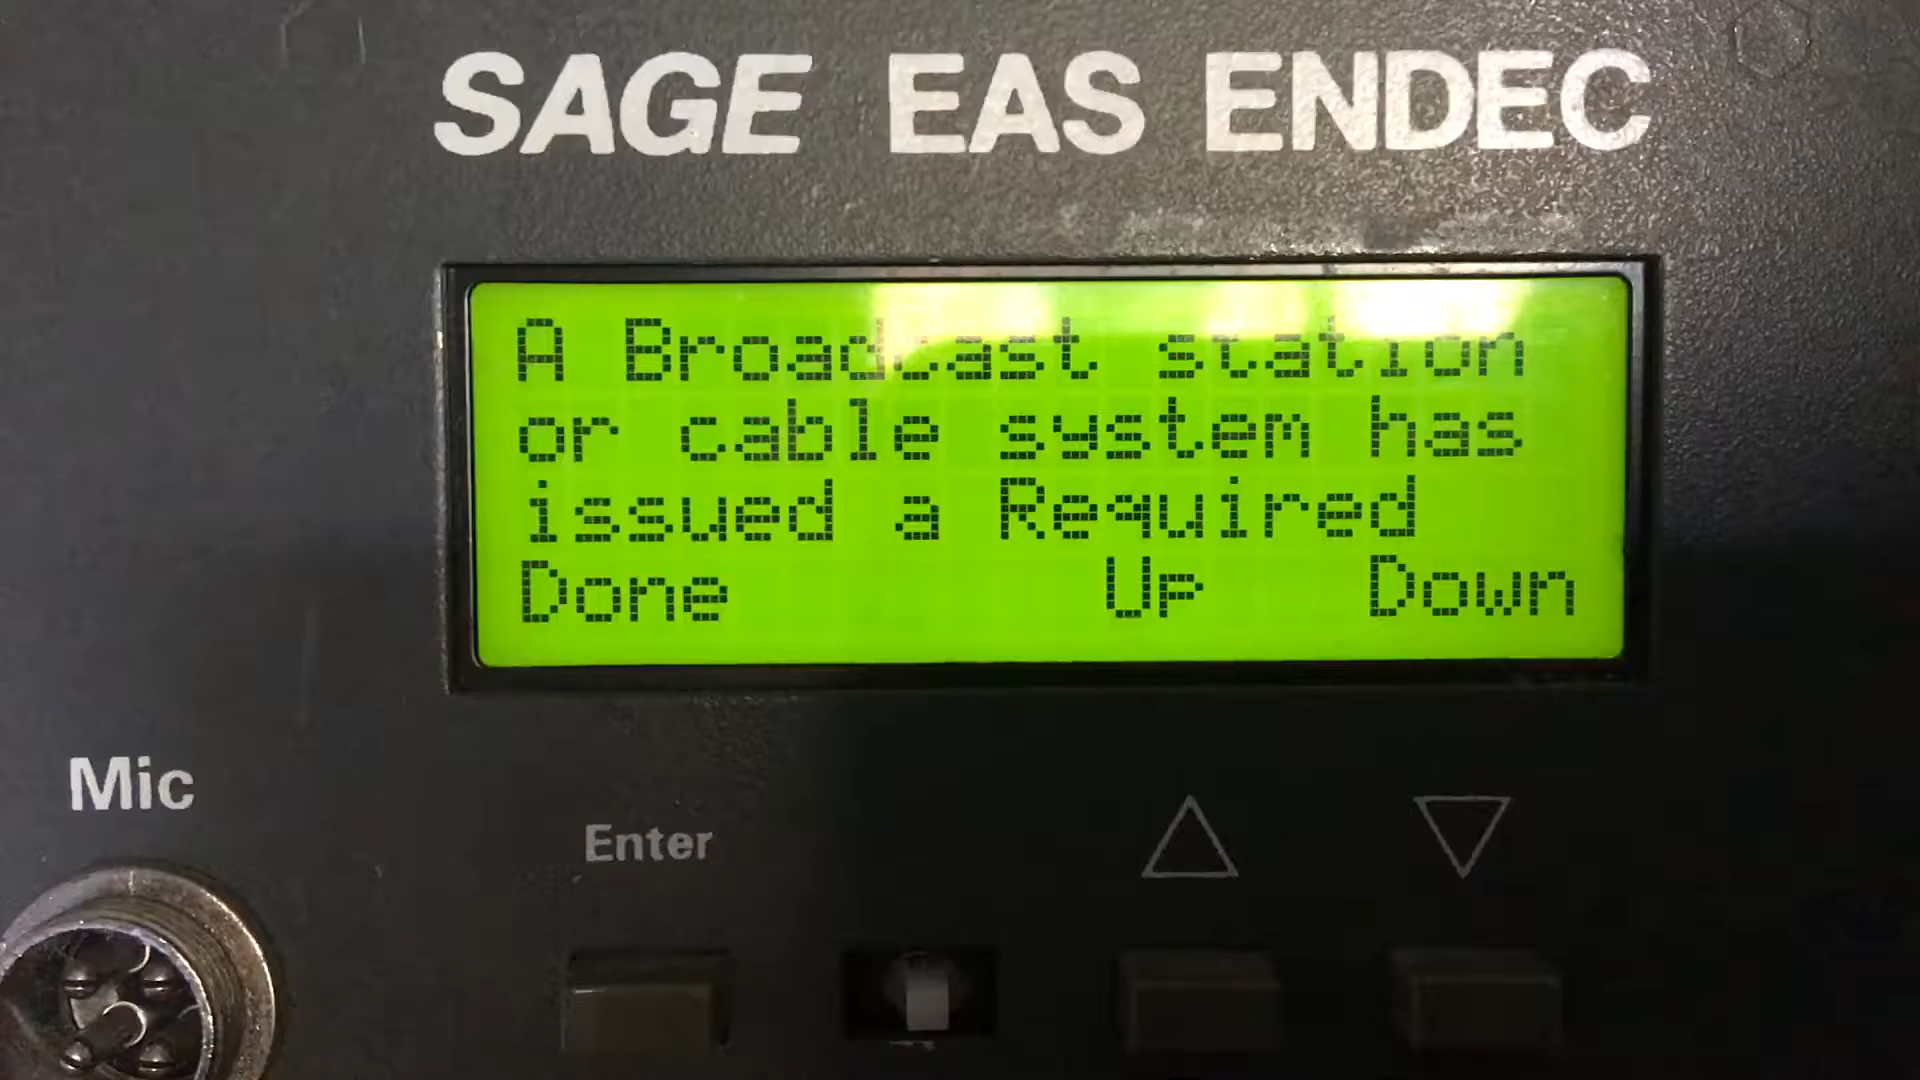 SAGE EAS ENDEC
A Broadcast station
or cable system has
issued a Required
Done Up Down
Mic
Enter